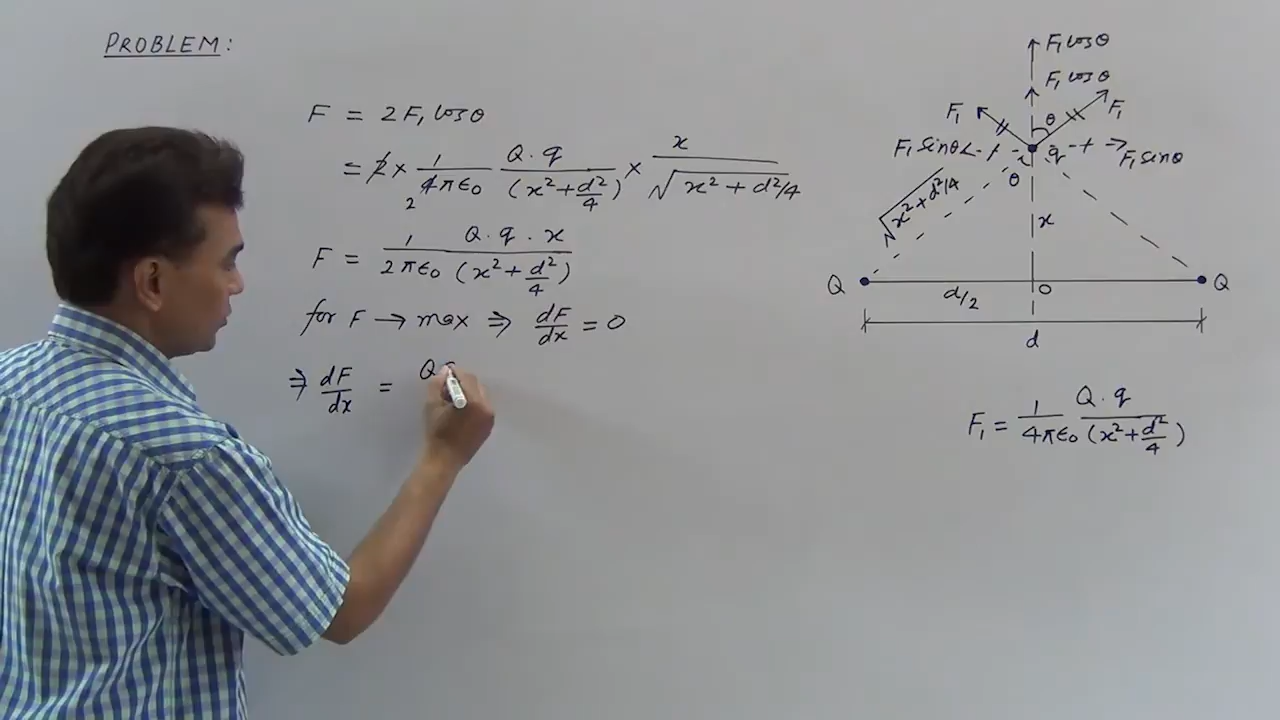 PROBLEM:
F = 2F₁ cosθ
= 2 × 1/4πε₀ 2 Q.q/(x²+d²/4) × x/√x²+d²/4
F = 1/2πε₀ Q.q.x/(x²+d²/4)
for F → max ⇒ dF/dx = 0
⇒ dF/dx = Q
F₁ cosθ
F₁ cosθ
F₁ θ F₁
F₁ sinθ q F₁ sinθ
θ
√x²+d²/4 x
Q d/2 O Q
d
F₁ = 1/4πε₀ Q.q/(x²+d²/4)